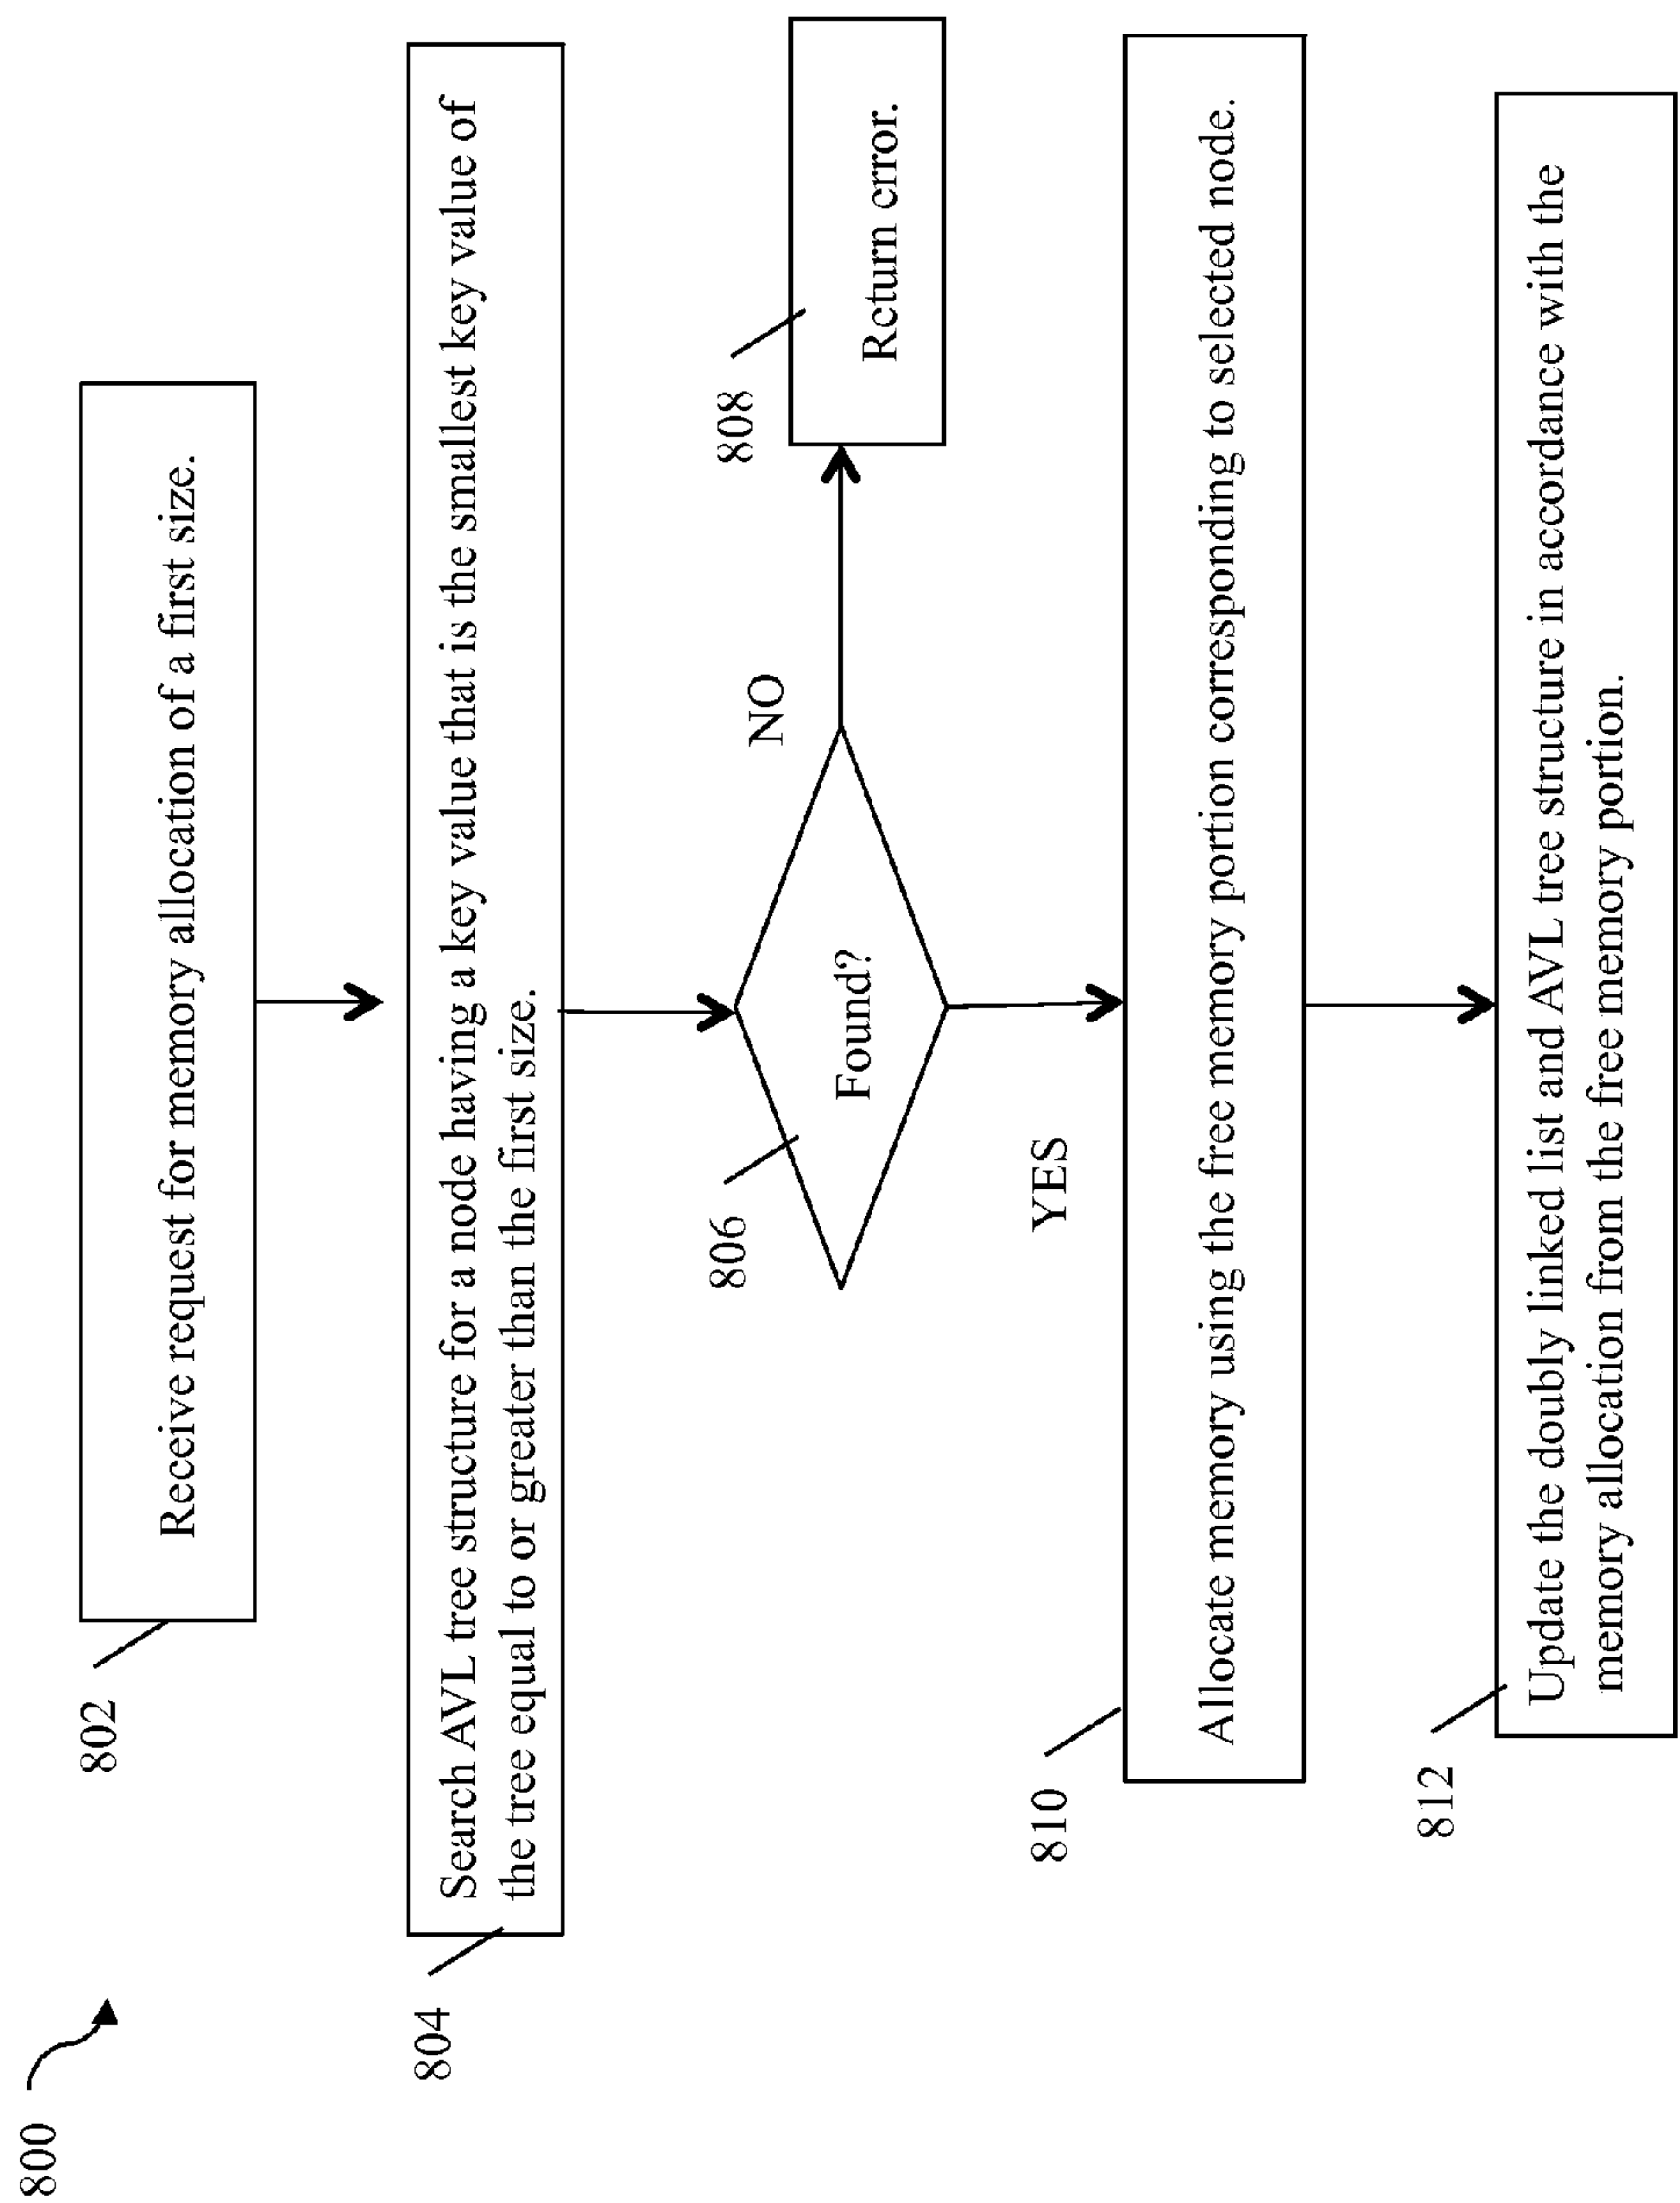 800
802
Receive request for memory allocation of a first size.
804
Search AVL tree structure for a node having a key value that is the smallest key value of
the tree equal to or greater than the first size.
806
Found?
NO
808
Return error.
YES
810
Allocate memory using the free memory portion corresponding to selected node.
812
Update the doubly linked list and AVL tree structure in accordance with the
memory allocation from the free memory portion.